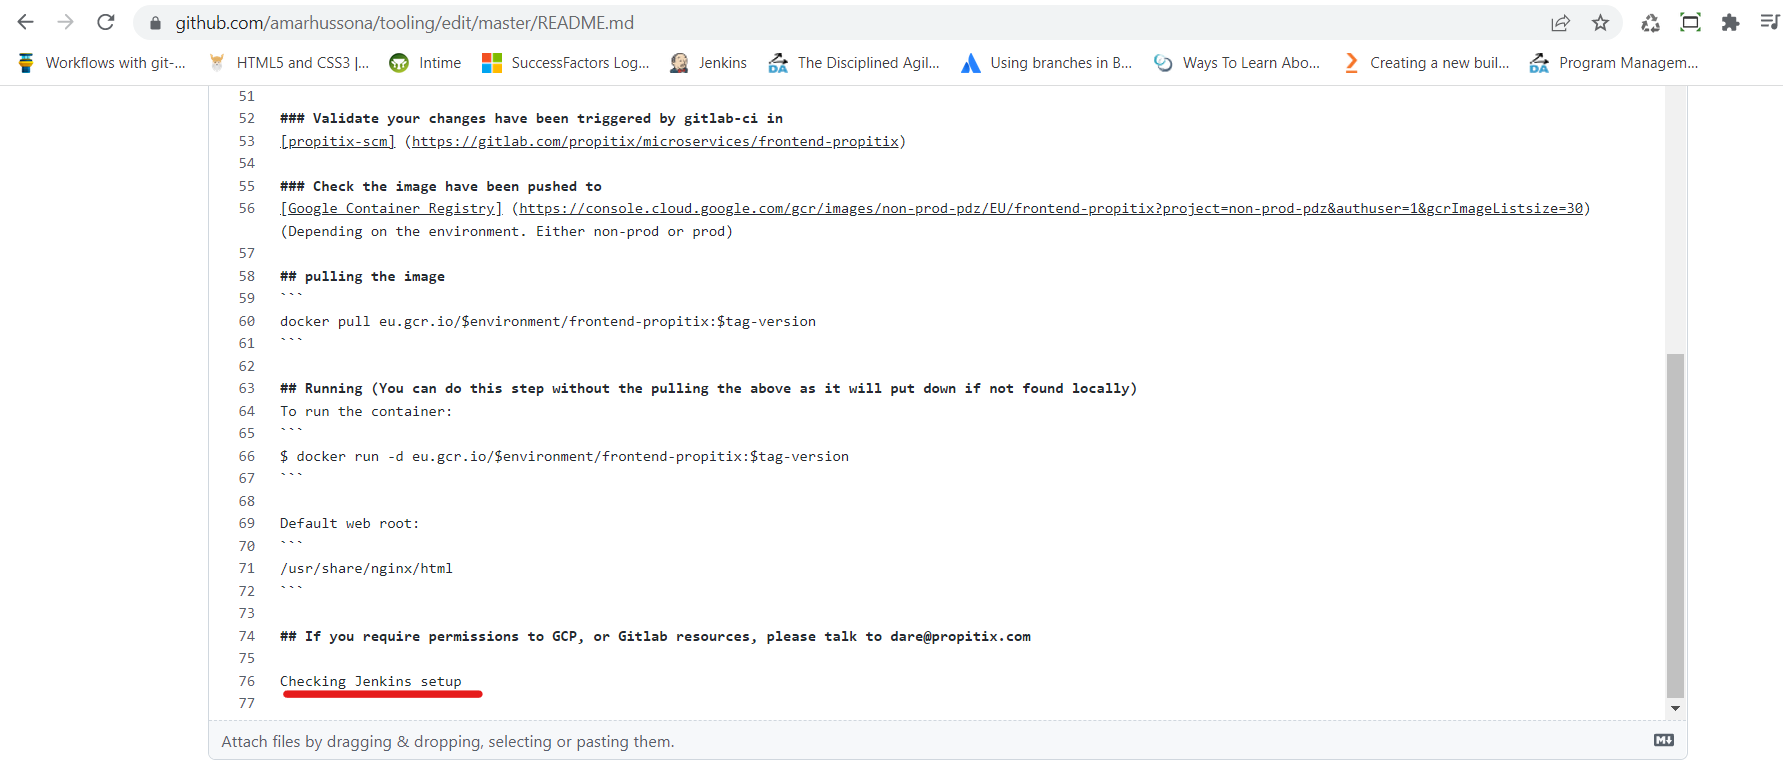 github.com/amarhussona/tooling/edit/master/README.md
Workflows with git-...
HTML5 and CSS3 |...
Intime
SuccessFactors Log...
Jenkins
The Disciplined Agil...
Using branches in B...
Ways To Learn Abo...
Creating a new buil...
Program Managem...
51
52 ### Validate your changes have been triggered by gitlab-ci in
53 [propitix-scm] (https://gitlab.com/propitix/microservices/frontend-propitix)
54
55 ### Check the image have been pushed to
56 [Google Container Registry] (https://console.cloud.google.com/gcr/images/non-prod-pdz/EU/frontend-propitix?project=non-prod-pdz&authuser=1&gcrImageListsize=30)
(Depending on the environment. Either non-prod or prod)
57
58 ## pulling the image
59 ```
60 docker pull eu.gcr.io/$environment/frontend-propitix:$tag-version
61 ```
62
63 ## Running (You can do this step without the pulling the above as it will put down if not found locally)
64 To run the container:
65 ```
66 $ docker run -d eu.gcr.io/$environment/frontend-propitix:$tag-version
67 ```
68
69 Default web root:
70 ```
71 /usr/share/nginx/html
72 ```
73
74 ## If you require permissions to GCP, or Gitlab resources, please talk to dare@propitix.com
75
76 Checking Jenkins setup
77
Attach files by dragging & dropping, selecting or pasting them.